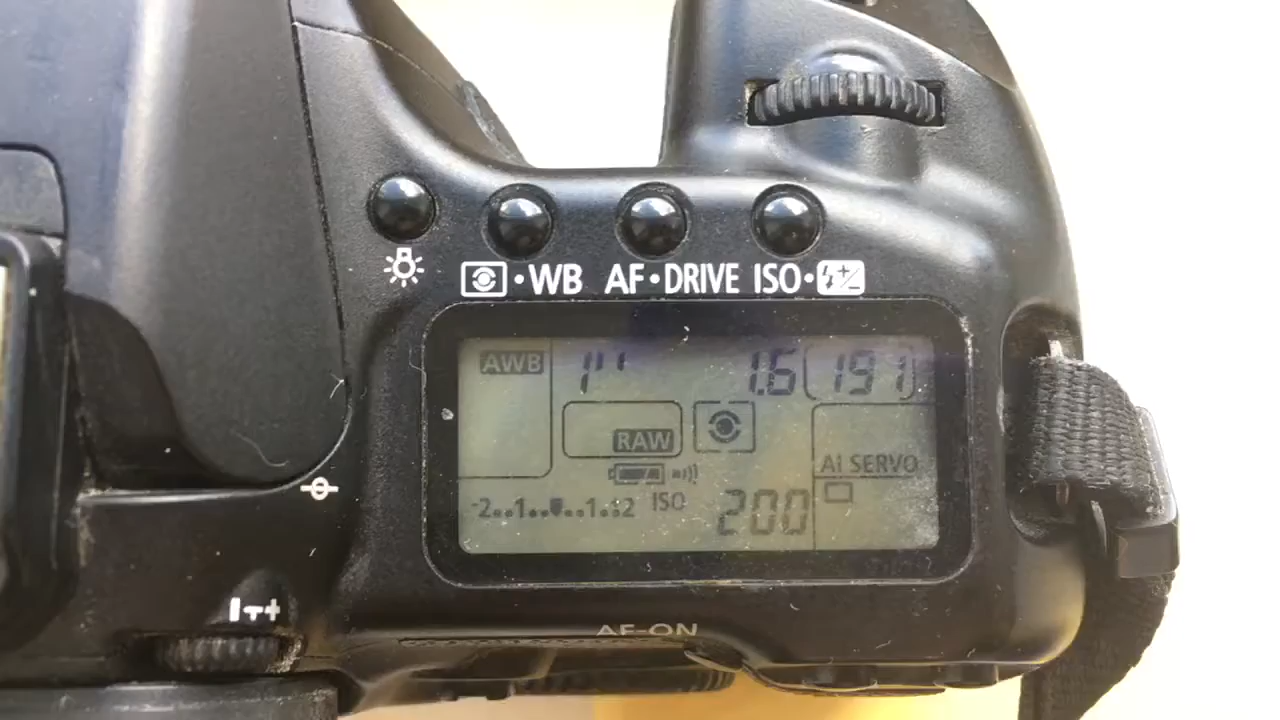 •WB AF•DRIVE ISO•
AWB 1" 1.6 [191]
RAW
AI SERVO
-2..1..▼..1.+2 ISO 200
AF-ON